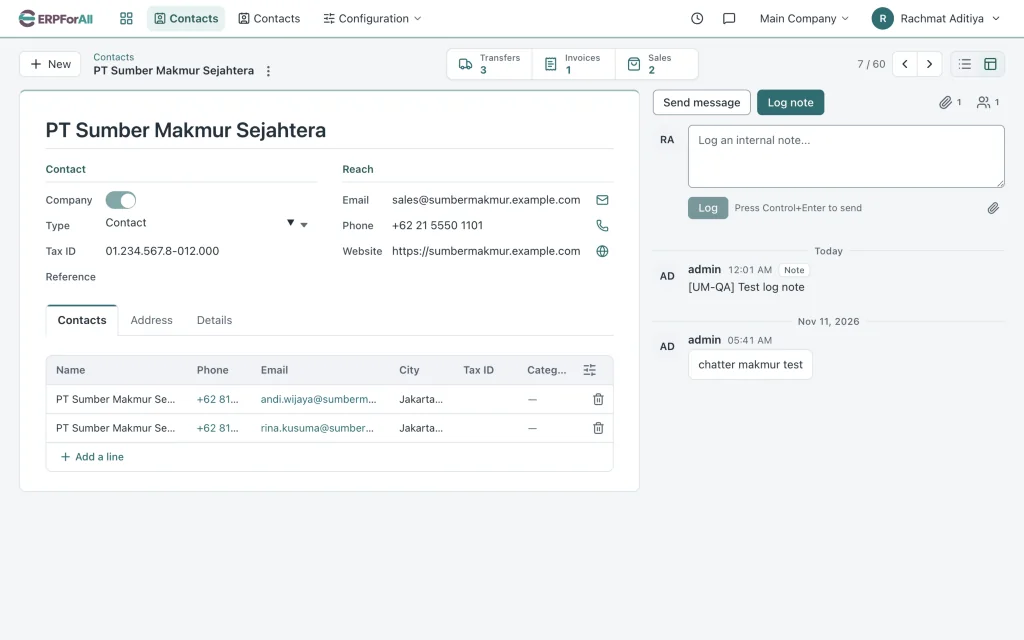 ERPForAll
Contacts
Contacts
Configuration
Main Company
R
Rachmat Aditiya
New
Contacts
PT Sumber Makmur Sejahtera
Transfers
3
Invoices
1
Sales
2
7 / 60
PT Sumber Makmur Sejahtera
Contact
Company
Type
Contact
Tax ID
01.234.567.8-012.000
Reference
Reach
Email
sales@sumbermakmur.example.com
Phone
+62 21 5550 1101
Website
https://sumbermakmur.example.com
Contacts
Address
Details
Name Phone Email City Tax ID Categ...
PT Sumber Makmur Se... +62 81... andi.wijaya@sumberm... Jakarta... —
PT Sumber Makmur Se... +62 81... rina.kusuma@sumber... Jakarta... —
Add a line
Send message
Log note
1
1
RA
Log an internal note...
Log
Press Control+Enter to send
Today
AD
admin 12:01 AM Note
[UM-QA] Test log note
Nov 11, 2026
AD
admin 05:41 AM
chatter makmur test